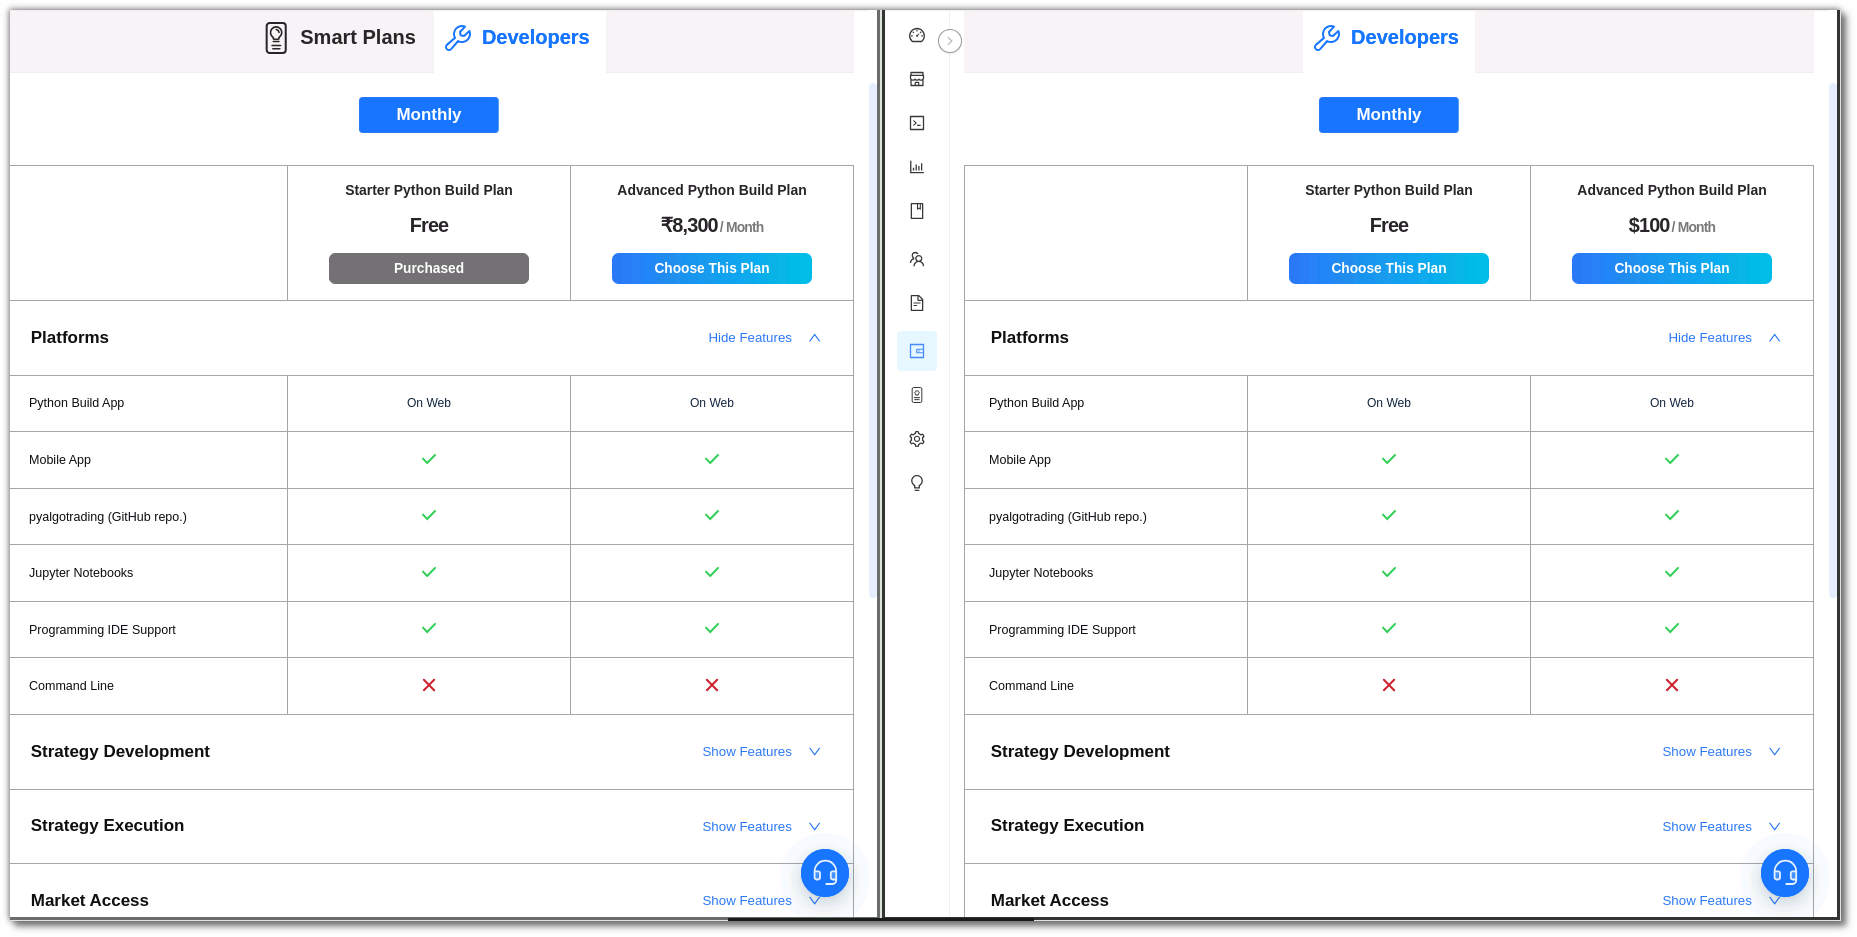 Smart Plans
Developers
Monthly
Starter Python Build Plan
Advanced Python Build Plan
Free
₹8,300 / Month
Purchased
Choose This Plan
Platforms
Hide Features
Python Build App
On Web
On Web
Mobile App
pyalgotrading (GitHub repo.)
Jupyter Notebooks
Programming IDE Support
Command Line
Strategy Development
Show Features
Strategy Execution
Show Features
Market Access
Show Features
Developers
Monthly
Starter Python Build Plan
Advanced Python Build Plan
Free
$100 / Month
Choose This Plan
Choose This Plan
Platforms
Hide Features
Python Build App
On Web
On Web
Mobile App
pyalgotrading (GitHub repo.)
Jupyter Notebooks
Programming IDE Support
Command Line
Strategy Development
Show Features
Strategy Execution
Show Features
Market Access
Show Features